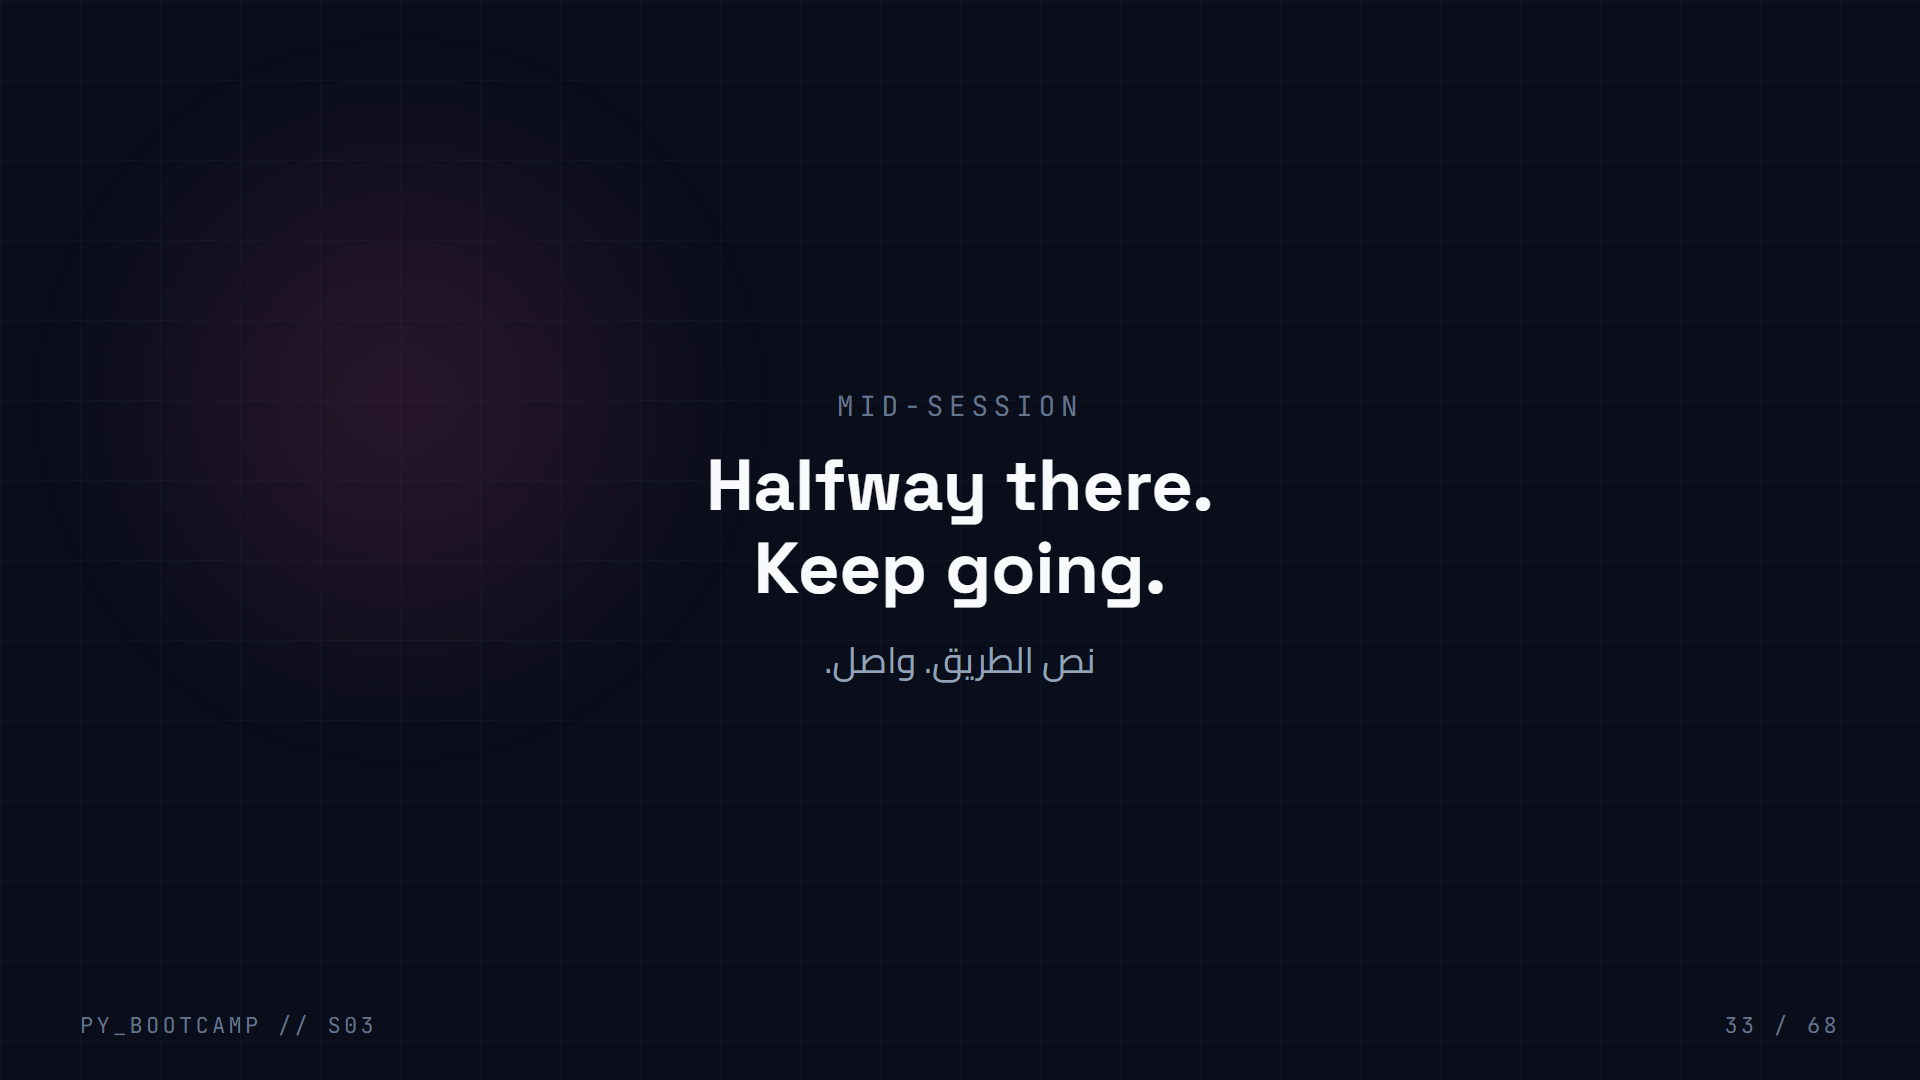 MID-SESSION
Halfway there.
Keep going.
نص الطريق. واصل.
PY_BOOTCAMP // S03
33 / 68